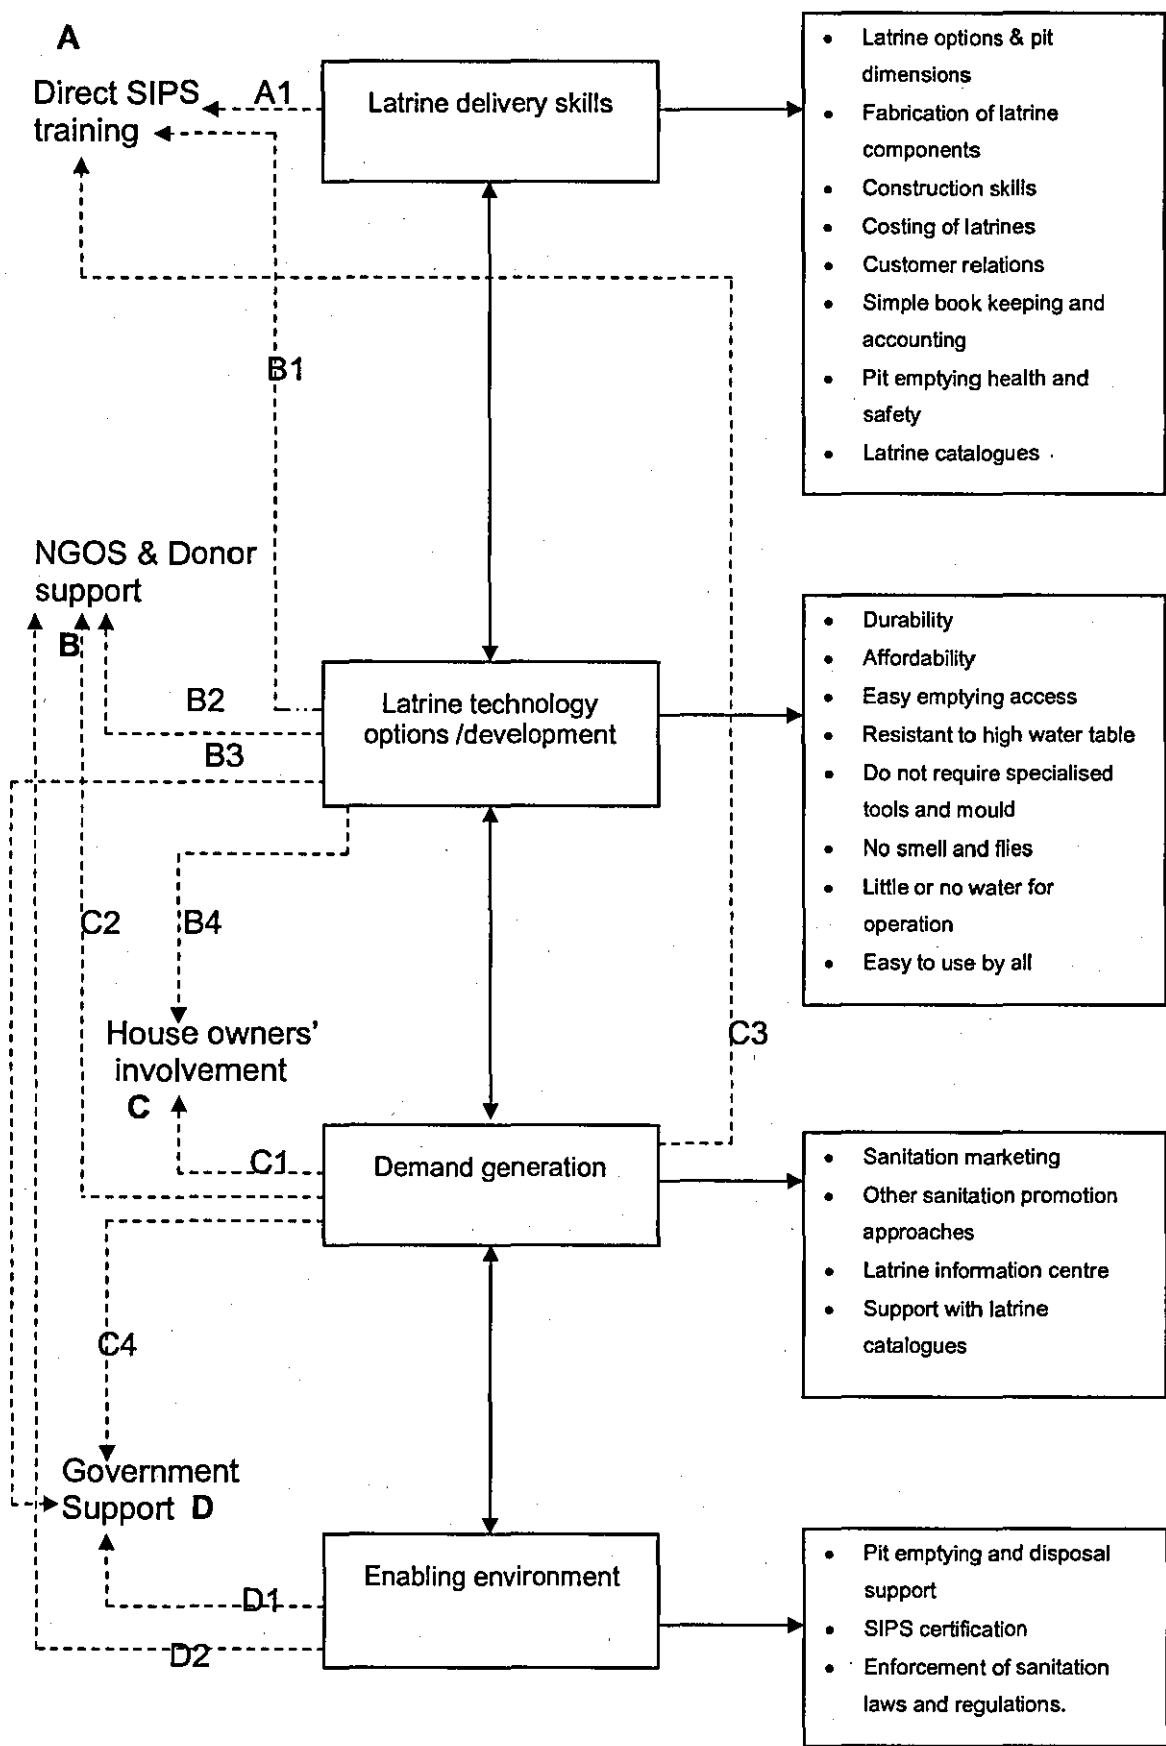 A
Direct SIPS
training
A1
Latrine delivery skills
• Latrine options & pit
dimensions
• Fabrication of latrine
components
• Construction skills
• Costing of latrines
• Customer relations
• Simple book keeping and
accounting
• Pit emptying health and
safety
• Latrine catalogues
B1
NGOS & Donor
support
B
B2
B3
Latrine technology
options /development
• Durability
• Affordability
• Easy emptying access
• Resistant to high water table
• Do not require specialised
tools and mould
• No smell and flies
• Little or no water for
operation
• Easy to use by all
C2
B4
House owners'
involvement
C
C3
C1
Demand generation
• Sanitation marketing
• Other sanitation promotion
approaches
• Latrine information centre
• Support with latrine
catalogues
C4
Government
Support D
D1
D2
Enabling environment
• Pit emptying and disposal
support
• SIPS certification
• Enforcement of sanitation
laws and regulations.